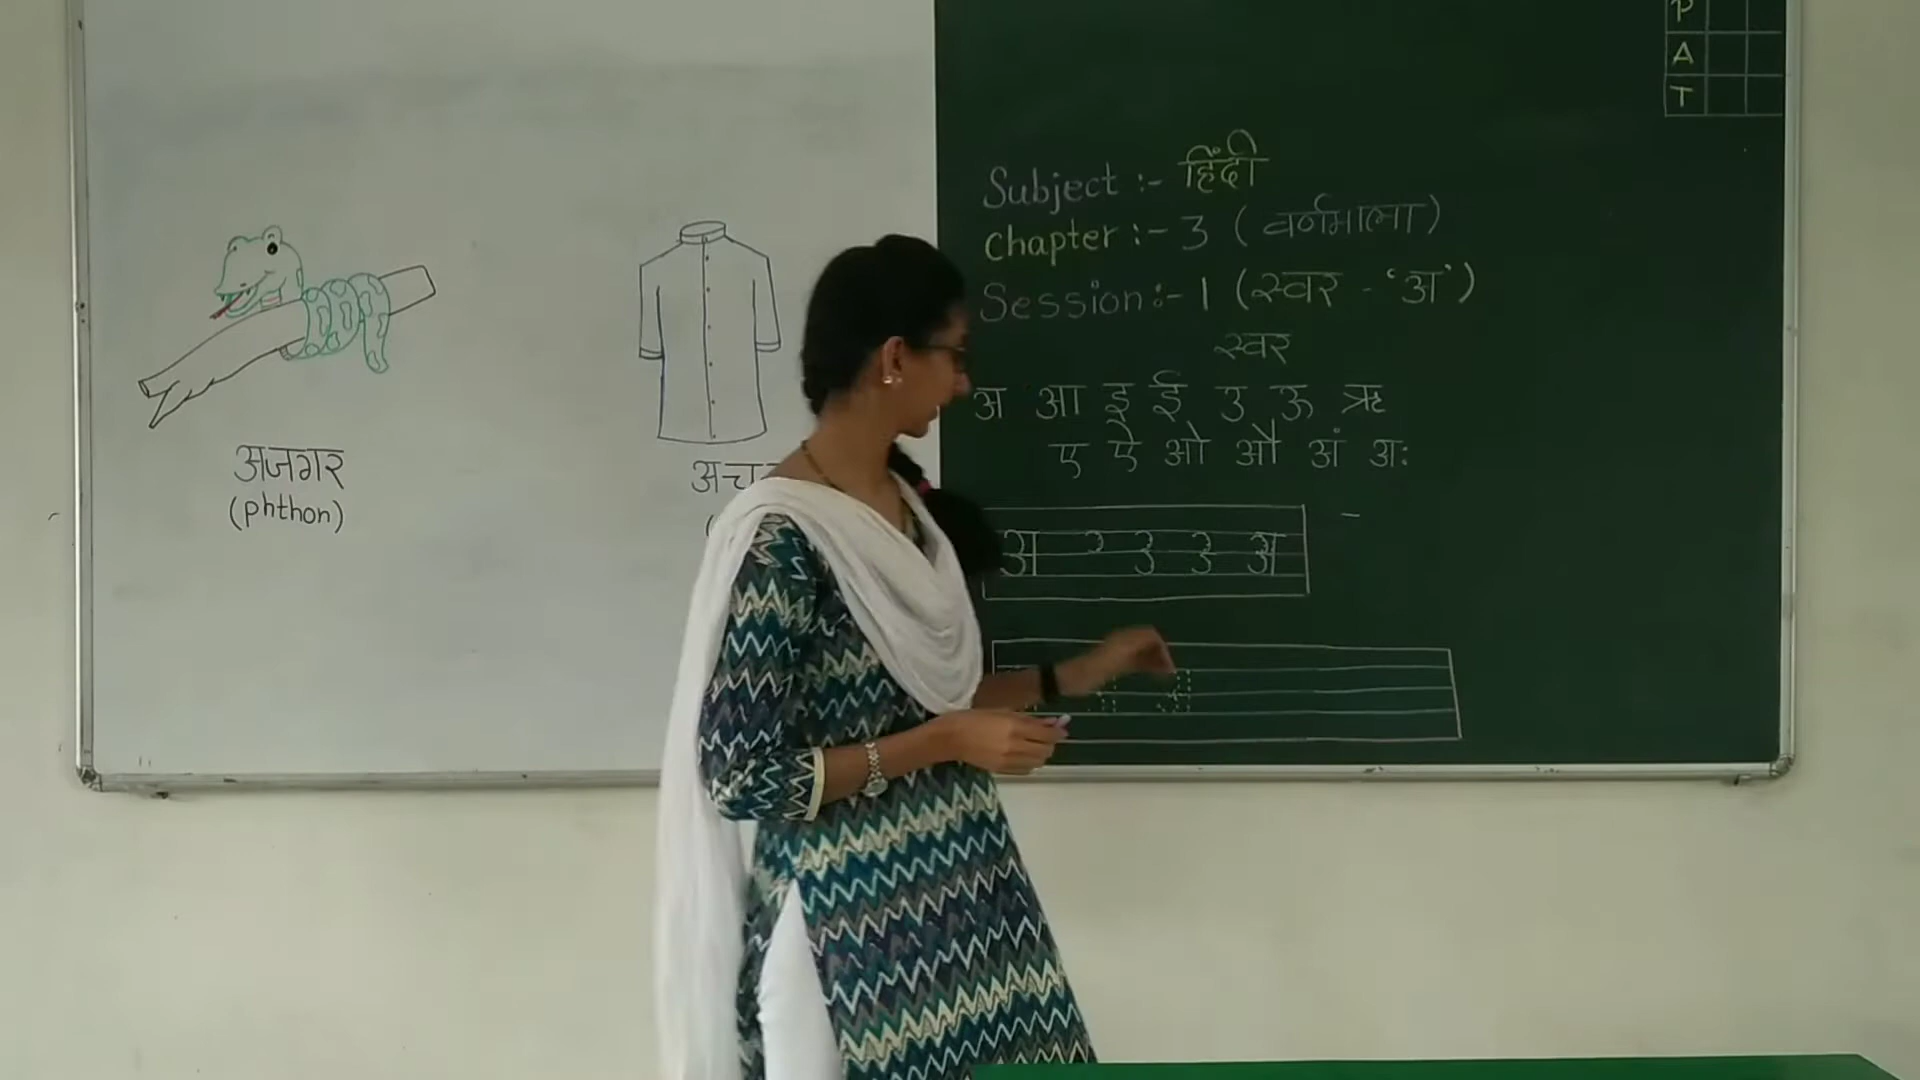 अजगर
(phthon)
P
A
T
Subject :- हिंदी
chapter :- 3 (वर्णमाला)
Session :- 1 (स्वर - 'अ')
स्वर
अ आ इ ई उ ऊ ऋ
ए ऐ ओ औ अं अः
अ